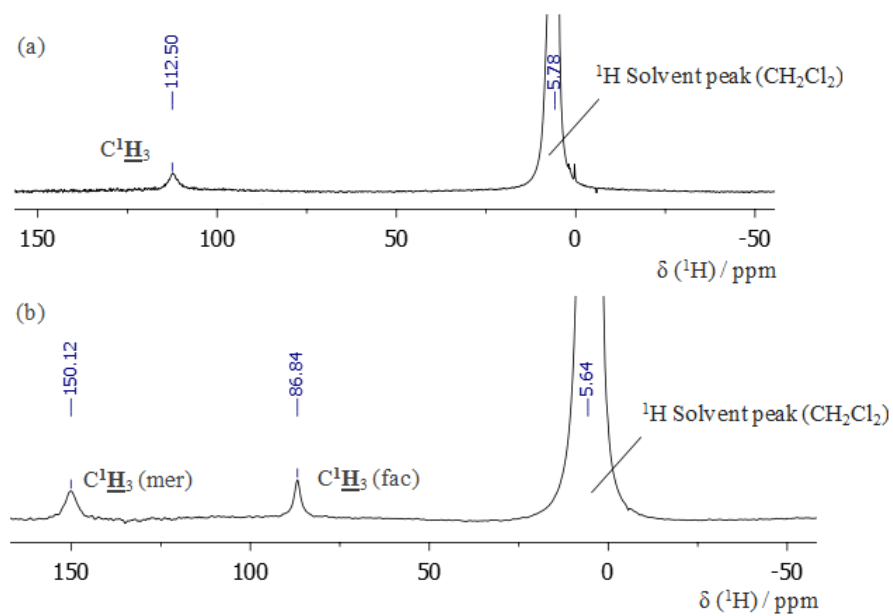 (a)
112.50
5.78
¹H Solvent peak (CH₂Cl₂)
C¹H₃
150 100 50 0 -50
δ (¹H) / ppm
(b)
150.12
86.84
5.64
¹H Solvent peak (CH₂Cl₂)
C¹H₃ (mer)
C¹H₃ (fac)
150 100 50 0 -50
δ (¹H) / ppm